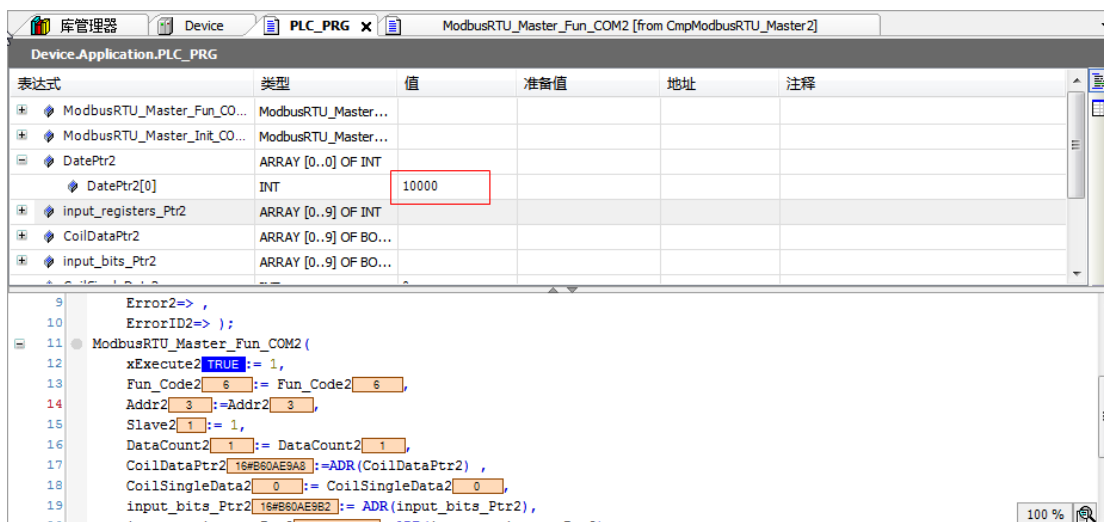 库管理器 Device PLC_PRG ModbusRTU_Master_Fun_COM2 [from CmpModbusRTU_Master2]
Device.Application.PLC_PRG
表达式 类型 值 准备值 地址 注释
ModbusRTU_Master_Fun_CO... ModbusRTU_Master...
ModbusRTU_Master_Init_CO... ModbusRTU_Master...
DatePtr2 ARRAY [0..0] OF INT
DatePtr2[0] INT 10000
input_registers_Ptr2 ARRAY [0..9] OF INT
CoilDataPtr2 ARRAY [0..9] OF BO...
input_bits_Ptr2 ARRAY [0..9] OF BO...
9 Error2=> ,
10 ErrorID2=> );
11 ModbusRTU_Master_Fun_COM2(
12 xExecute2 TRUE := 1,
13 Fun_Code2 6 := Fun_Code2 6 ,
14 Addr2 3 :=Addr2 3 ,
15 Slave2 1 := 1,
16 DataCount2 1 := DataCount2 1 ,
17 CoilDataPtr2 16#B60AE9A8 :=ADR(CoilDataPtr2) ,
18 CoilSingleData2 0 := CoilSingleData2 0 ,
19 input_bits_Ptr2 16#B60AE9B2 := ADR(input_bits_Ptr2),
100 %